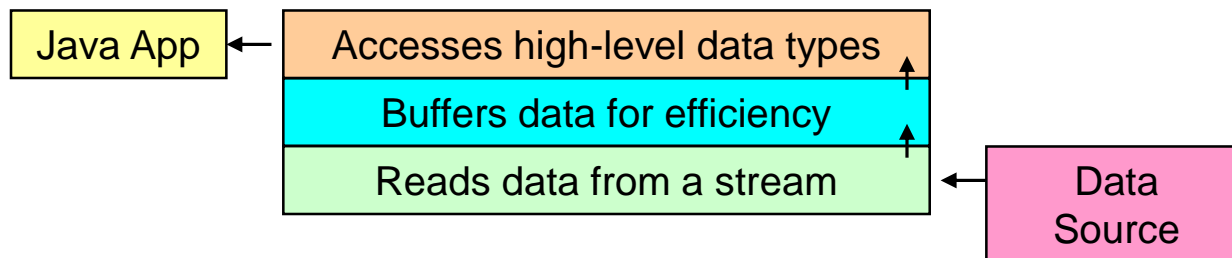 Java App
Accesses high-level data types
Buffers data for efficiency
Reads data from a stream
Data
Source